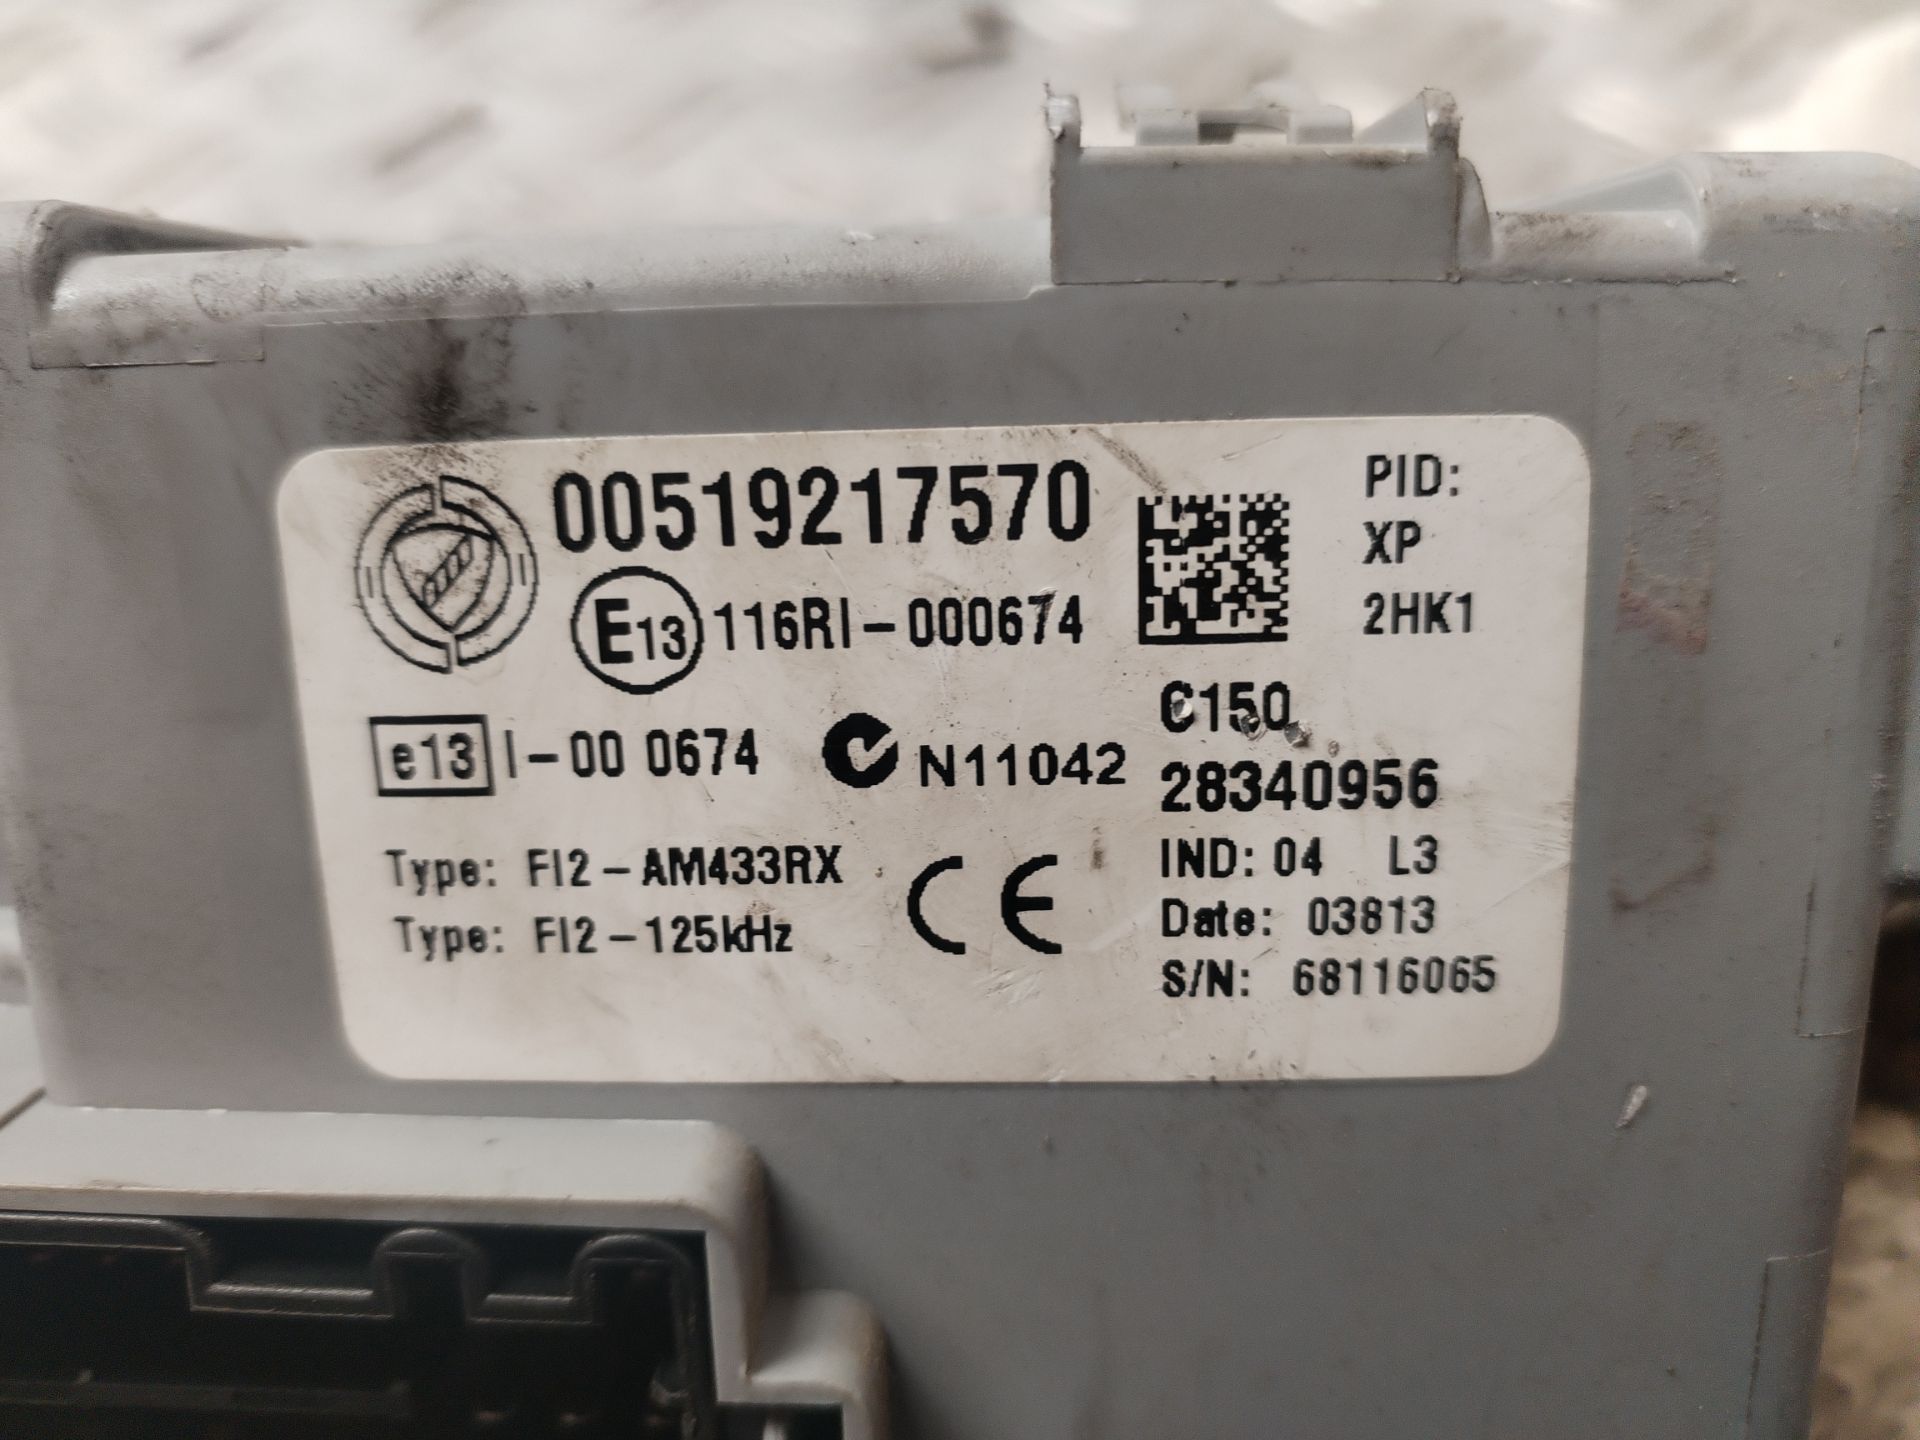 00519217570
E13 116RI-000674
e13 I-00 0674
N11042
Type: FI2-AM433RX
Type: FI2-125kHz
CE
PID:
XP
2HK1
C150
28340956
IND: 04 L3
Date: 03813
S/N: 68116065